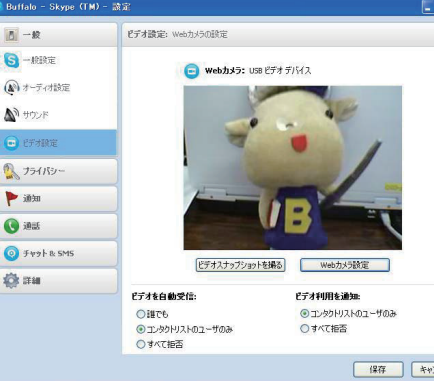 Buffalo - Skype (TM) - 設定
一般
一般設定
オーディオ設定
サウンド
ビデオ設定
プライバシー
通知
通話
チャット & SMS
詳細
ビデオ設定: Webカメラの設定
Webカメラ: USB ビデオ デバイス
B
ビデオスナップショットを撮る
Webカメラ設定
ビデオを自動受信:
誰でも
コンタクトリストのユーザのみ
すべて拒否
ビデオ利用を通知:
コンタクトリストのユーザのみ
すべて拒否
保存
キャ